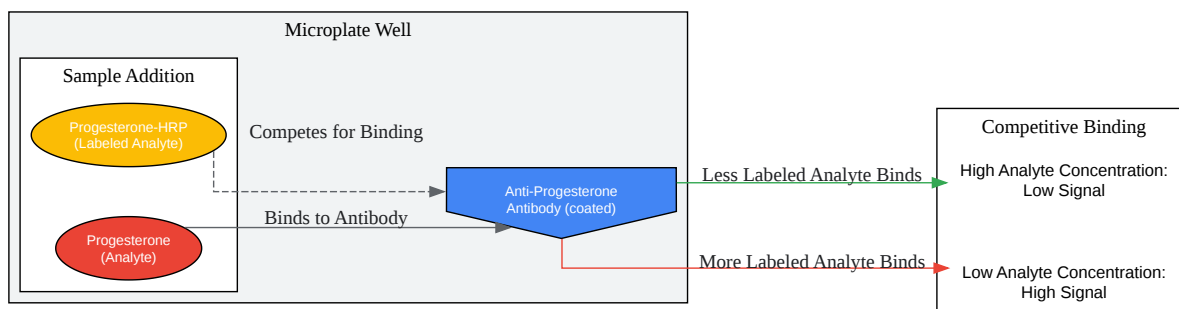 Microplate Well
Sample Addition
Progesterone-HRP
(Labeled Analyte)
Competes for Binding
Progesterone
(Analyte)
Binds to Antibody
Anti-Progesterone
Antibody (coated)
Less Labeled Analyte Binds
More Labeled Analyte Binds
Competitive Binding
High Analyte Concentration:
Low Signal
Low Analyte Concentration:
High Signal